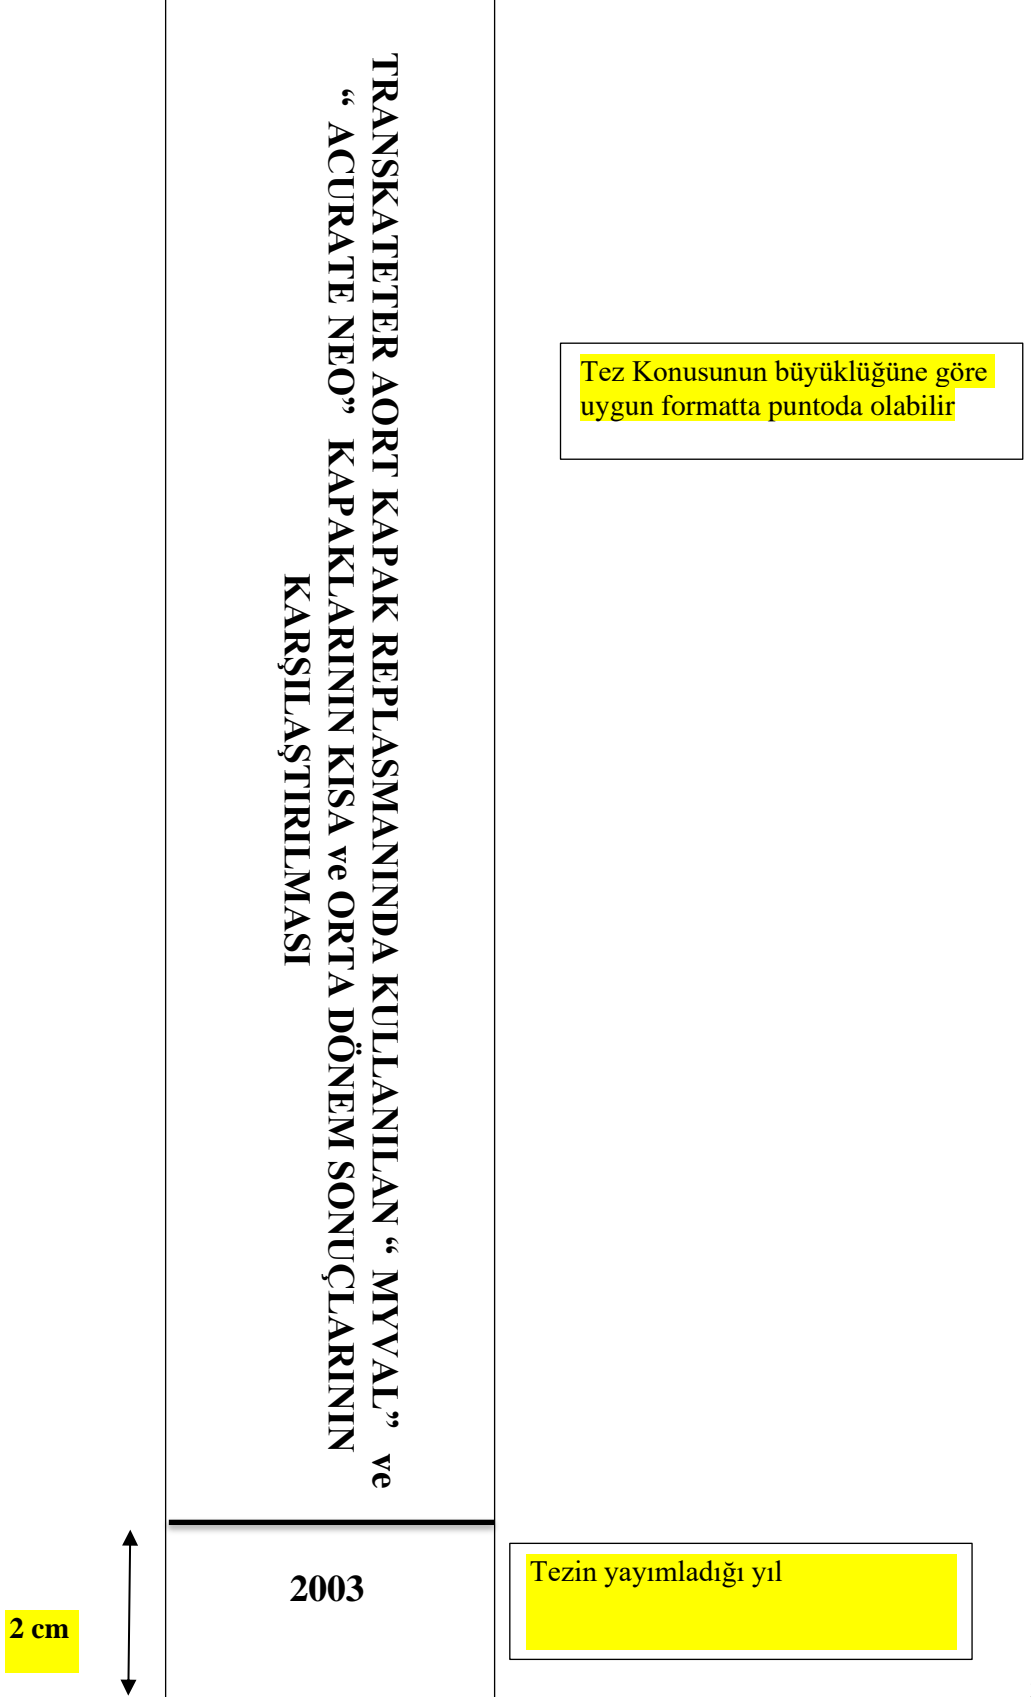 TRANSKATETER AORT KAPAK REPLASMANINDA KULLANILAN “ MYVAL” ve
“ ACURATE NEO” KAPAKLARININ KISA ve ORTA DÖNEM SONUÇLARININ
KARŞILAŞTIRILMASI
Tez Konusunun büyüklüğüne göre
uygun formatta puntoda olabilir
2003
Tezin yayımladığı yıl
2 cm